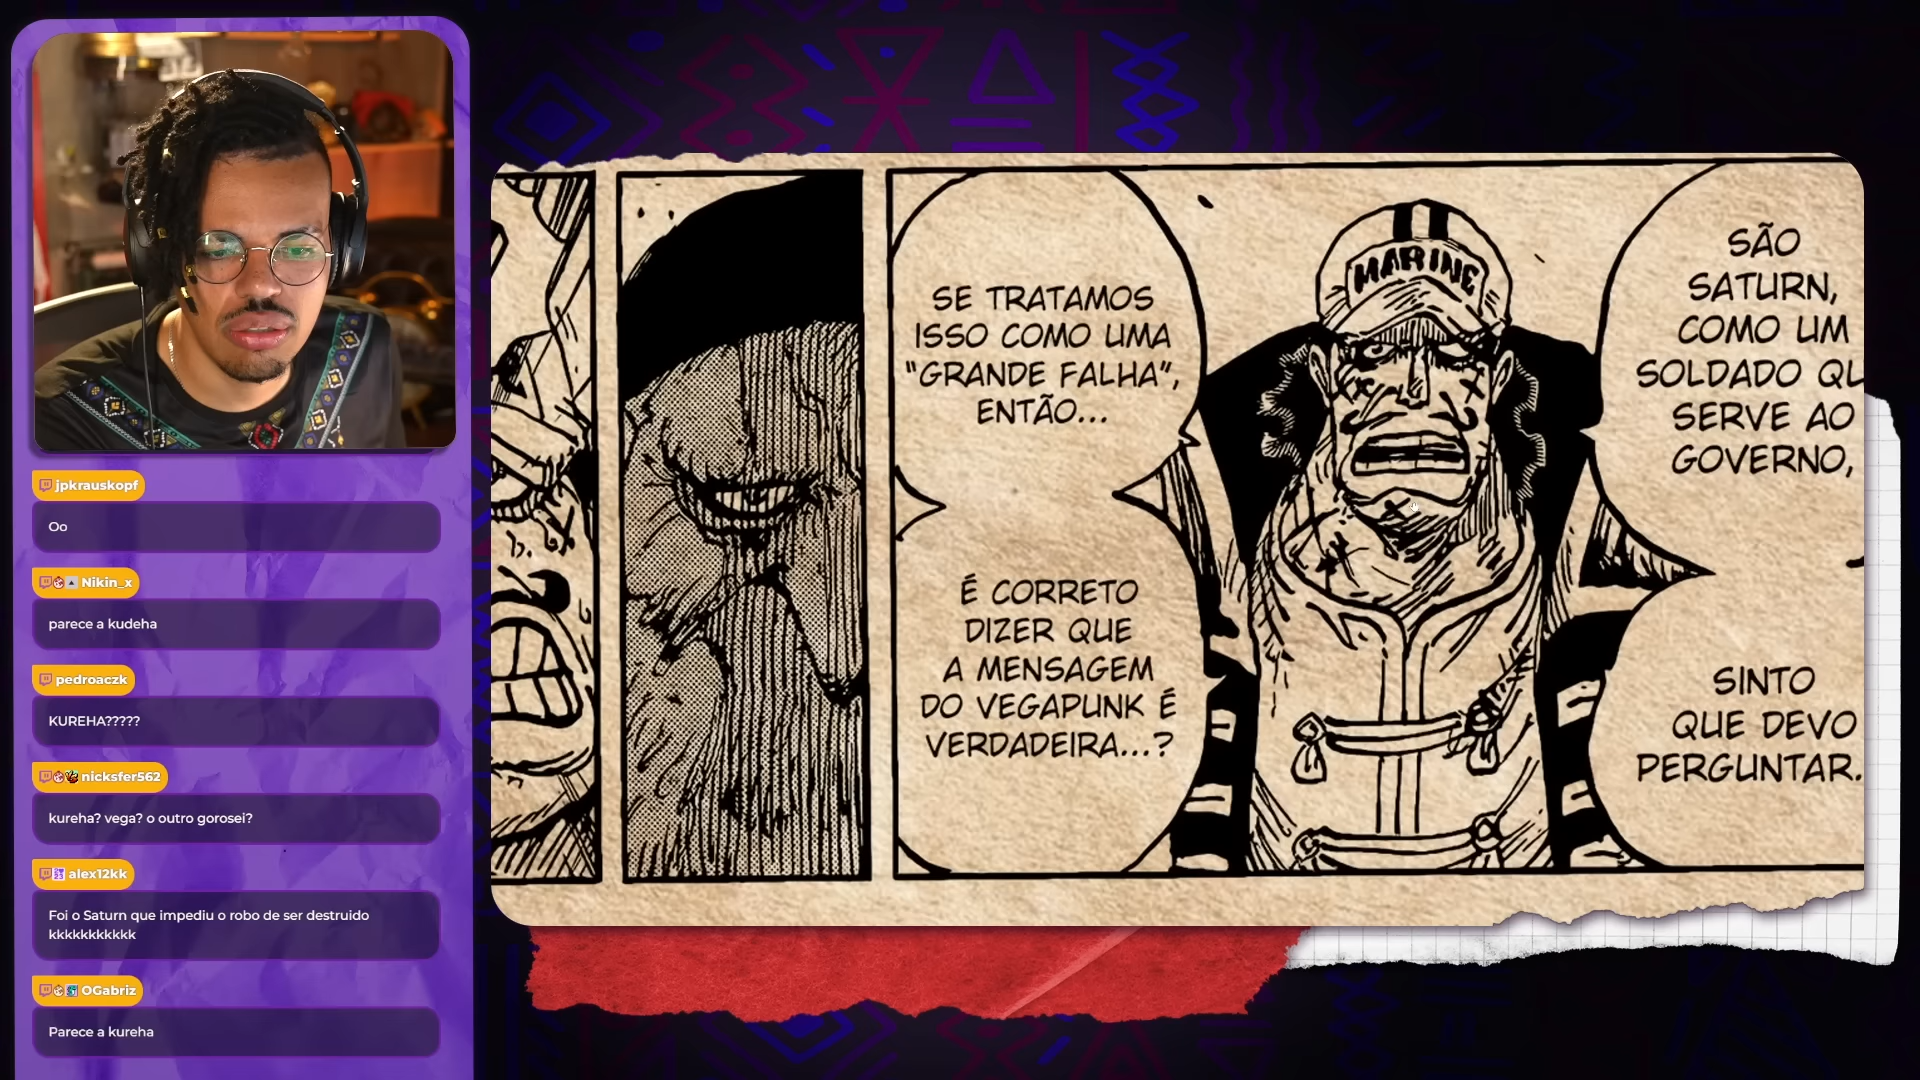 jpkrauskopf
Oo
Nikin_x
parece a kudeha
pedroaczk
KUREHA?????
nicksfer562
kureha? vega? o outro gorosei?
alex12kk
Foi o Saturn que impediu o robo de ser destruido
kkkkkkkkkkk
OGabriz
Parece a kureha
SE TRATAMOS
ISSO COMO UMA
"GRANDE FALHA",
ENTÃO...
É CORRETO
DIZER QUE
A MENSAGEM
DO VEGAPUNK É
VERDADEIRA...?
MARINE
SÃO
SATURN,
COMO UM
SOLDADO QU
SERVE AO
GOVERNO,
SINTO
QUE DEVO
PERGUNTAR.